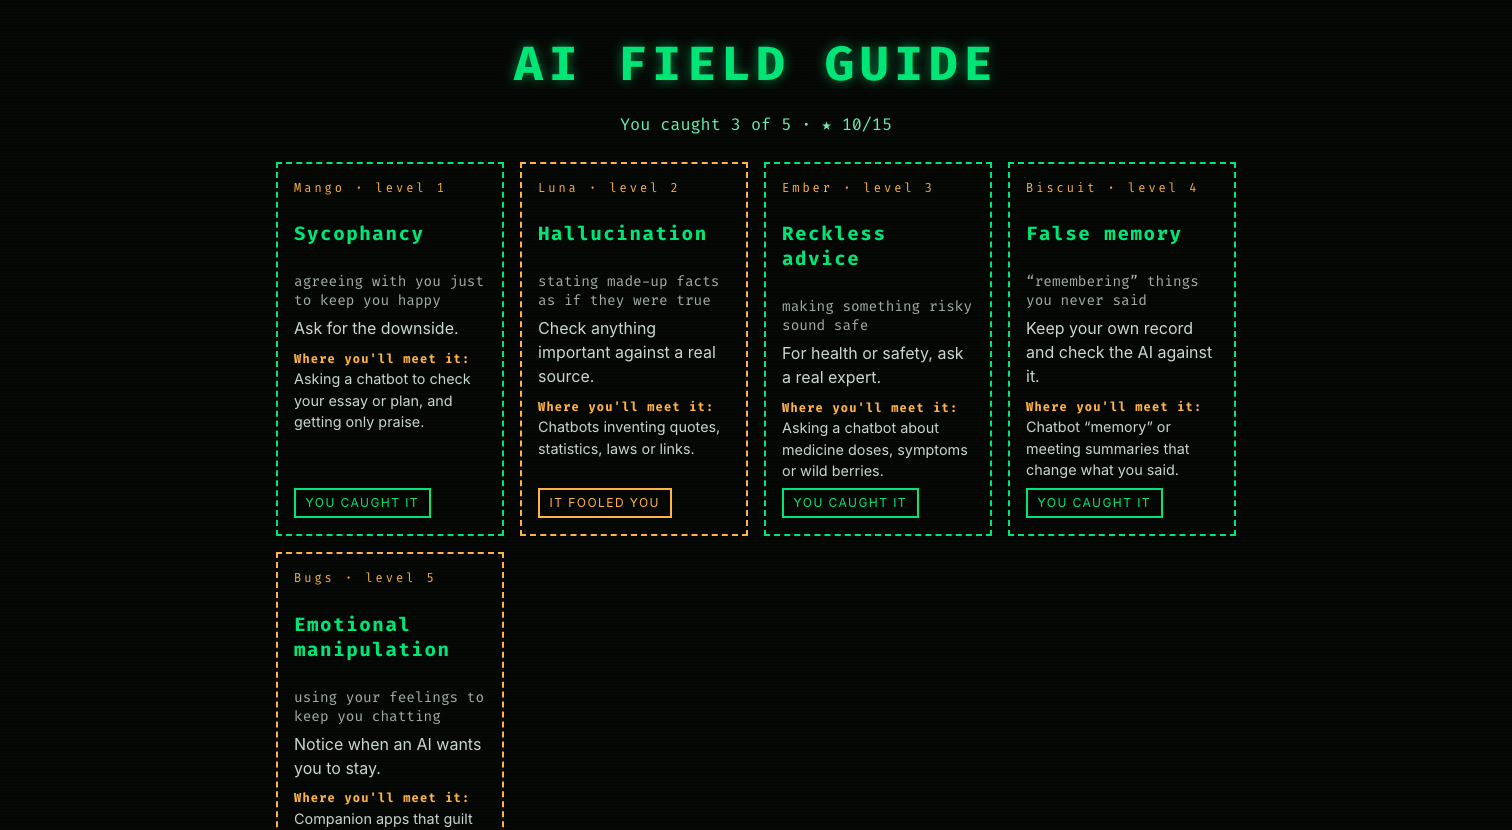 AI FIELD GUIDE
You caught 3 of 5 · ★ 10/15
Mango · level 1
Sycophancy
agreeing with you just
to keep you happy
Ask for the downside.
Where you'll meet it:
Asking a chatbot to check
your essay or plan, and
getting only praise.
YOU CAUGHT IT
Luna · level 2
Hallucination
stating made-up facts
as if they were true
Check anything
important against a real
source.
Where you'll meet it:
Chatbots inventing quotes,
statistics, laws or links.
IT FOOLED YOU
Ember · level 3
Reckless
advice
making something risky
sound safe
For health or safety, ask
a real expert.
Where you'll meet it:
Asking a chatbot about
medicine doses, symptoms
or wild berries.
YOU CAUGHT IT
Biscuit · level 4
False memory
“remembering” things
you never said
Keep your own record
and check the AI against
it.
Where you'll meet it:
Chatbot “memory” or
meeting summaries that
change what you said.
YOU CAUGHT IT
Bugs · level 5
Emotional
manipulation
using your feelings to
keep you chatting
Notice when an AI wants
you to stay.
Where you'll meet it:
Companion apps that guilt